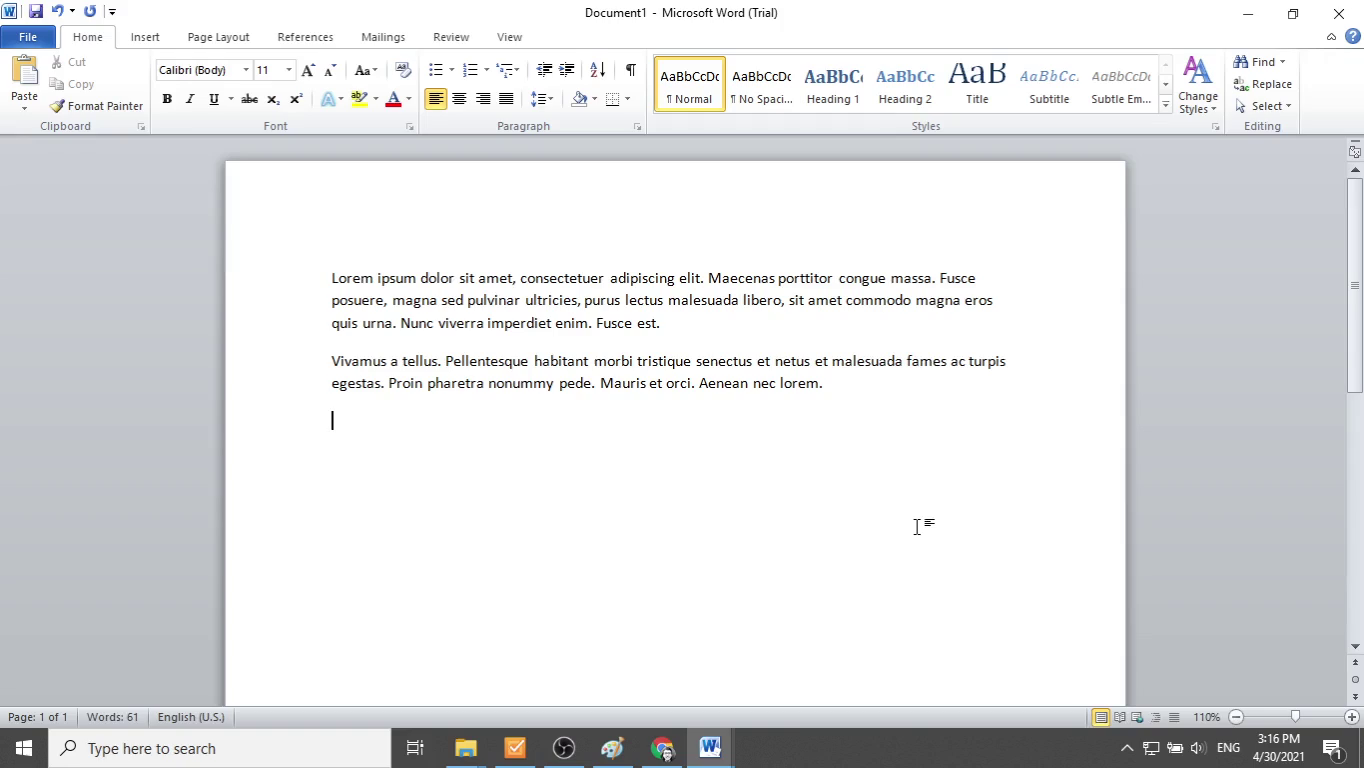 Document1 - Microsoft Word (Trial)
File Home Insert Page Layout References Mailings Review View
Paste
Cut
Copy
Format Painter
Clipboard
Calibri (Body) 11
Font
Paragraph
AaBbCcDc AaBbCcDc AaBbCc AaBbCc AaB AaBbCc. AaBbCcDc
¶ Normal ¶ No Spaci... Heading 1 Heading 2 Title Subtitle Subtle Em...
Styles
Change Styles
Find
Replace
Select
Editing
Lorem ipsum dolor sit amet, consectetuer adipiscing elit. Maecenas porttitor congue massa. Fusce
posuere, magna sed pulvinar ultricies, purus lectus malesuada libero, sit amet commodo magna eros
quis urna. Nunc viverra imperdiet enim. Fusce est.
Vivamus a tellus. Pellentesque habitant morbi tristique senectus et netus et malesuada fames ac turpis
egestas. Proin pharetra nonummy pede. Mauris et orci. Aenean nec lorem.
Page: 1 of 1 Words: 61 English (U.S.) 110%
Type here to search
ENG
3:16 PM
4/30/2021
1